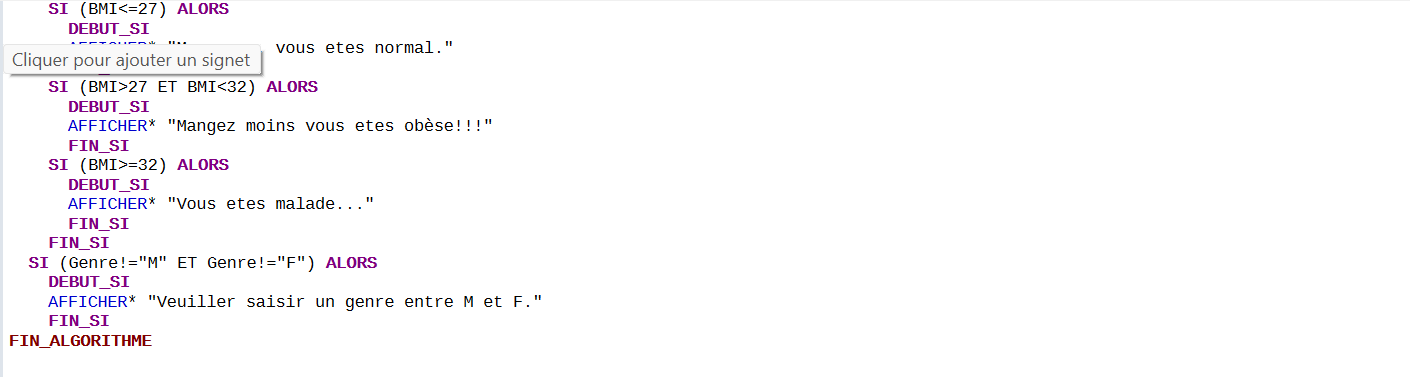 SI (BMI<=27) ALORS
DEBUT_SI
vous etes normal."
Cliquer pour ajouter un signet
SI (BMI>27 ET BMI<32) ALORS
DEBUT_SI
AFFICHER* "Mangez moins vous etes obèse!!!"
FIN_SI
SI (BMI>=32) ALORS
DEBUT_SI
AFFICHER* "Vous etes malade..."
FIN_SI
FIN_SI
SI (Genre!="M" ET Genre!="F") ALORS
DEBUT_SI
AFFICHER* "Veuiller saisir un genre entre M et F."
FIN_SI
FIN_ALGORITHME